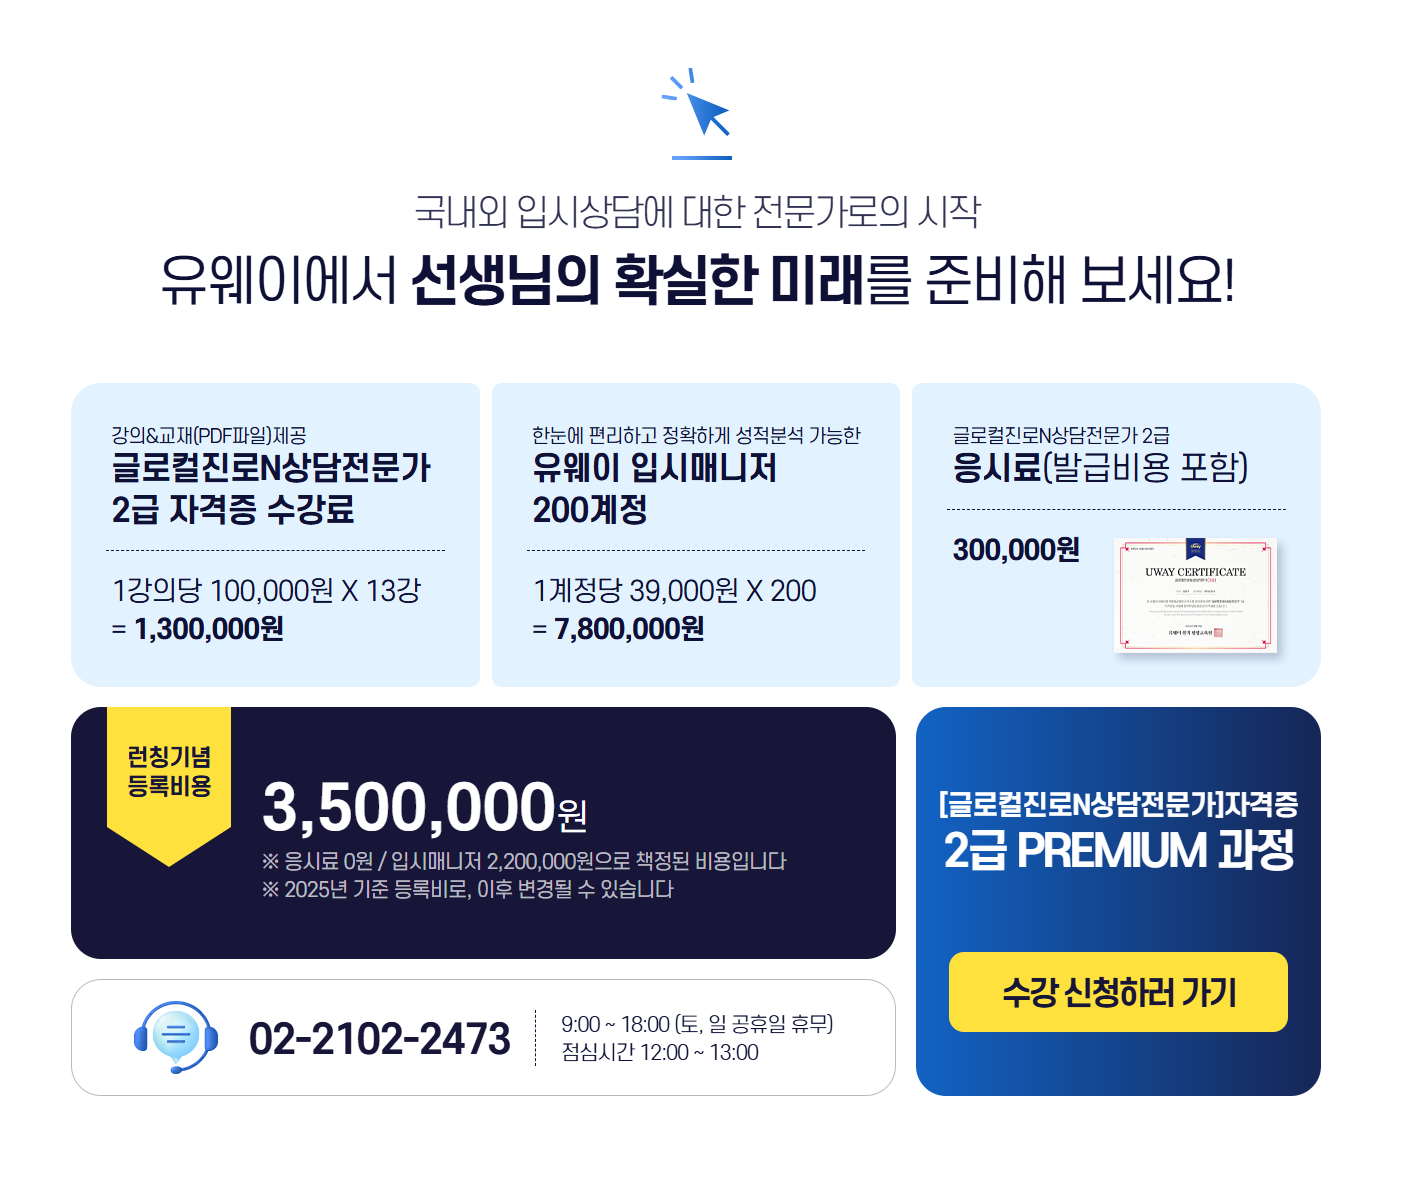 국내외 입시상담에 대한 전문가로의 시작
유웨이에서 선생님의 확실한 미래를 준비해 보세요!
강의&교재(PDF파일)제공
글로컬진로N상담전문가
2급 자격증 수강료
1강의당 100,000원 X 13강
= 1,300,000원
한눈에 편리하고 정확하게 성적분석 가능한
유웨이 입시매니저
200계정
1계정당 39,000원 X 200
= 7,800,000원
글로컬진로N상담전문가 2급
응시료(발급비용 포함)
300,000원
UWAY CERTIFICATE
런칭기념
등록비용
3,500,000원
※ 응시료 0원 / 입시매니저 2,200,000원으로 책정된 비용입니다
※ 2025년 기준 등록비로, 이후 변경될 수 있습니다
[글로컬진로N상담전문가]자격증
2급 PREMIUM 과정
수강 신청하러 가기
02-2102-2473
9:00 ~ 18:00 (토, 일 공휴일 휴무)
점심시간 12:00 ~ 13:00